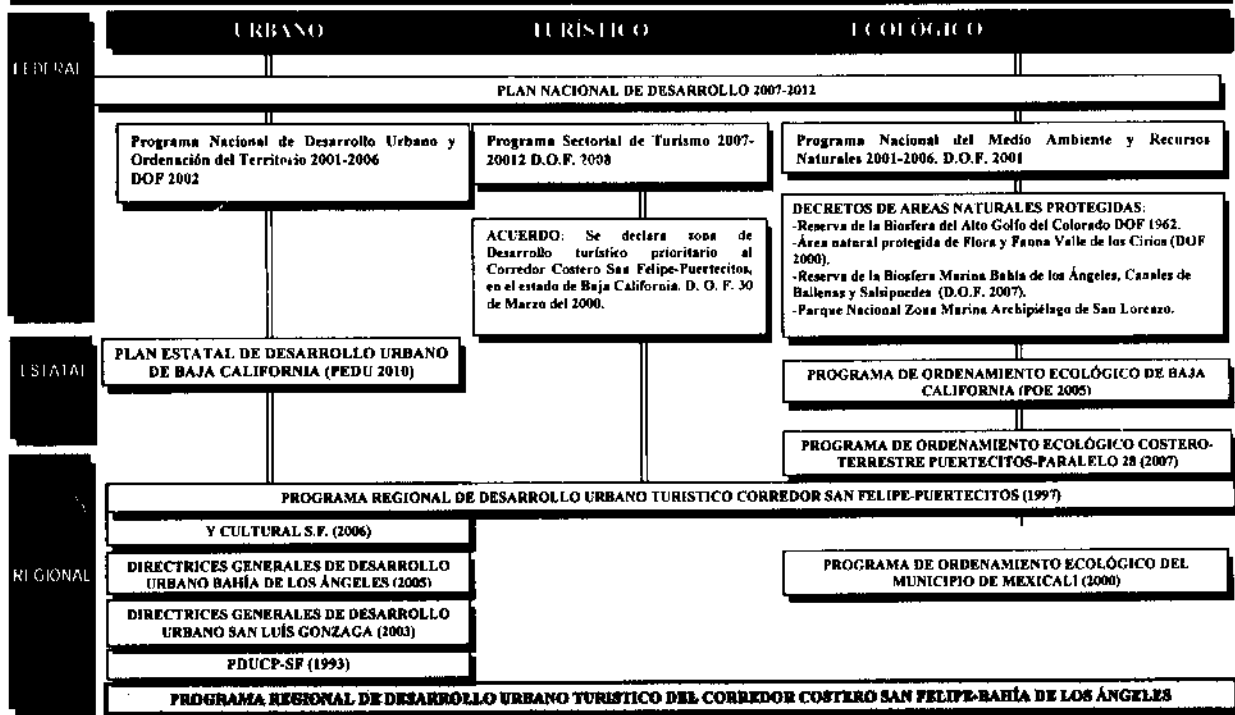 URBANO
TURÍSTICO
ECOLÓGICO
FEDERAL
PLAN NACIONAL DE DESARROLLO 2007-2012
Programa Nacional de Desarrollo Urbano y
Ordenación del Territorio 2001-2006
DOF 2002
Programa Sectorial de Turismo 2007-
20012 D.O.F. 2008
Programa Nacional del Medio Ambiente y Recursos
Naturales 2001-2006. D.O.F. 2001
ACUERDO: Se declara zona de
Desarrollo turístico prioritario al
Corredor Costero San Felipe-Puertecitos,
en el estado de Baja California. D. O. F. 30
de Marzo del 2000.
DECRETOS DE AREAS NATURALES PROTEGIDAS:
-Reserva de la Biosfera del Alto Golfo del Colorado DOF 1962.
-Área natural protegida de Flora y Fauna Valle de los Cirios (DOF
2000).
-Reserva de la Biosfera Marina Bahía de los Ángeles, Canales de
Ballenas y Salsipuedes (D.O.F. 2007).
-Parque Nacional Zona Marina Archipiélago de San Lorenzo.
ESTATAL
PLAN ESTATAL DE DESARROLLO URBANO
DE BAJA CALIFORNIA (PEDU 2010)
PROGRAMA DE ORDENAMIENTO ECOLÓGICO DE BAJA
CALIFORNIA (POE 2005)
PROGRAMA DE ORDENAMIENTO ECOLÓGICO COSTERO-
TERRESTRE PUERTECITOS-PARALELO 28 (2007)
REGIONAL
PROGRAMA REGIONAL DE DESARROLLO URBANO TURISTICO CORREDOR SAN FELIPE-PUERTECITOS (1997)
Y CULTURAL S.F. (2006)
DIRECTRICES GENERALES DE DESARROLLO
URBANO BAHÍA DE LOS ÁNGELES (2005)
PROGRAMA DE ORDENAMIENTO ECOLÓGICO DEL
MUNICIPIO DE MEXICALI (2000)
DIRECTRICES GENERALES DE DESARROLLO
URBANO SAN LUÍS GONZAGA (2003)
PDUCP-SF (1993)
PROGRAMA REGIONAL DE DESARROLLO URBANO TURISTICO DEL CORREDOR COSTERO SAN FELIPE-BAHÍA DE LOS ÁNGELES